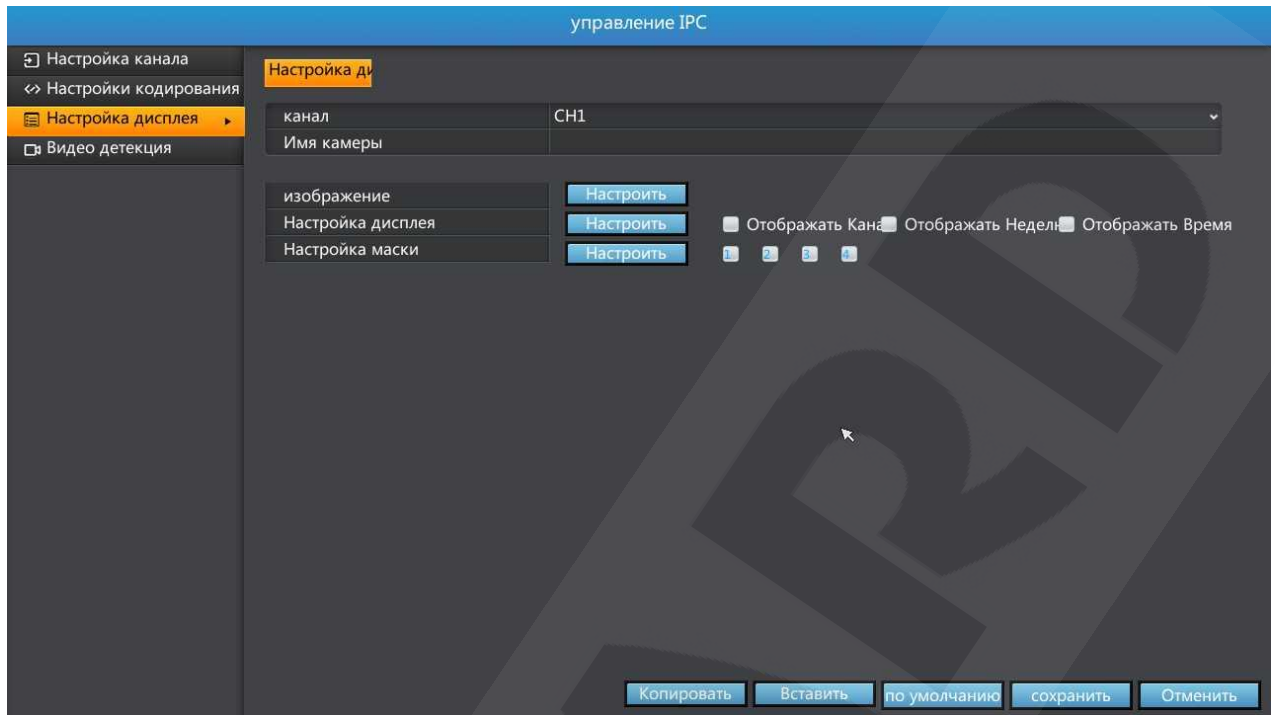 управление IPC
Настройка канала
Настройки кодирования
Настройка дисплея
Видео детекция
Настройка ди
канал CH1
Имя камеры
изображение Настроить
Настройка дисплея Настроить Отображать Кана Отображать Недел Отображать Время
Настройка маски Настроить 1 2 3 4
Копировать Вставить по умолчанию сохранить Отменить